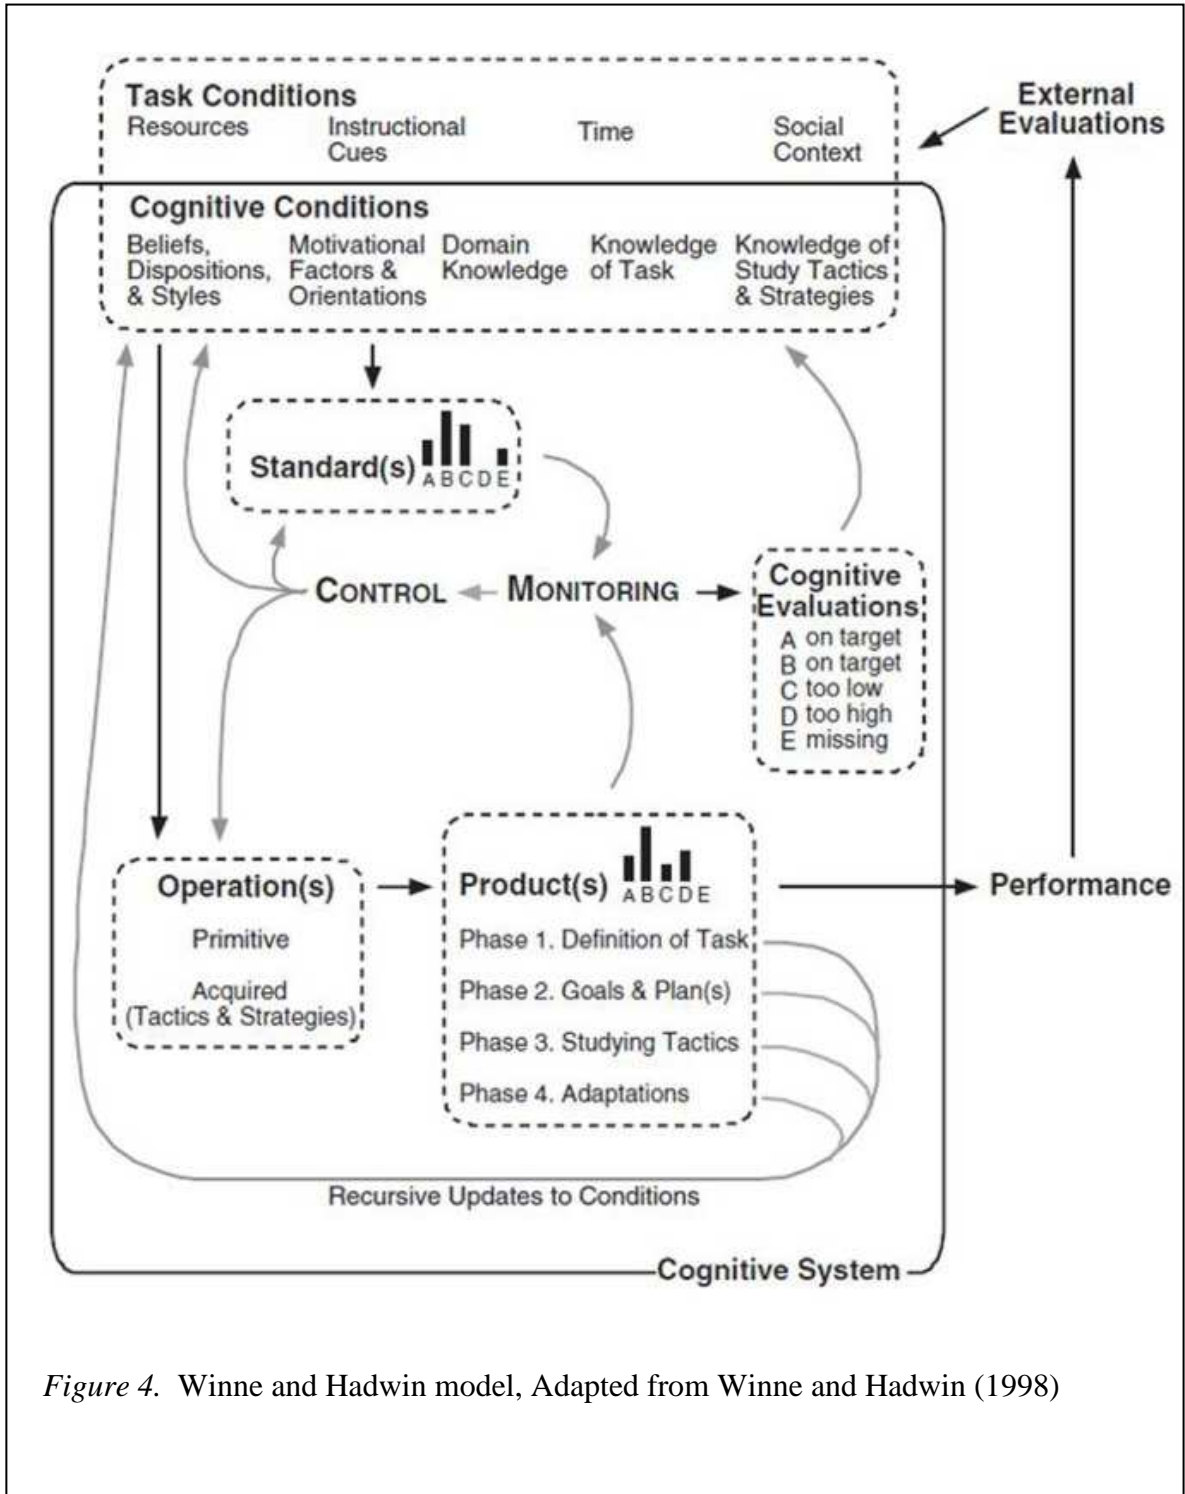 Task Conditions
External
Evaluations
Resources
Instructional
Cues
Time
Social
Context
Cognitive Conditions
Beliefs,
Dispositions,
& Styles
Motivational
Factors &
Orientations
Domain
Knowledge
Knowledge
of Task
Knowledge of
Study Tactics
& Strategies
Standard(s)
A B C D E
CONTROL
MONITORING
Cognitive
Evaluations
A on target
B on target
C too low
D too high
E missing
Operation(s)
Primitive
Acquired
(Tactics & Strategies)
Product(s)
A B C D E
Phase 1. Definition of Task
Phase 2. Goals & Plan(s)
Phase 3. Studying Tactics
Phase 4. Adaptations
Performance
Recursive Updates to Conditions
Cognitive System
Figure 4. Winne and Hadwin model, Adapted from Winne and Hadwin (1998)